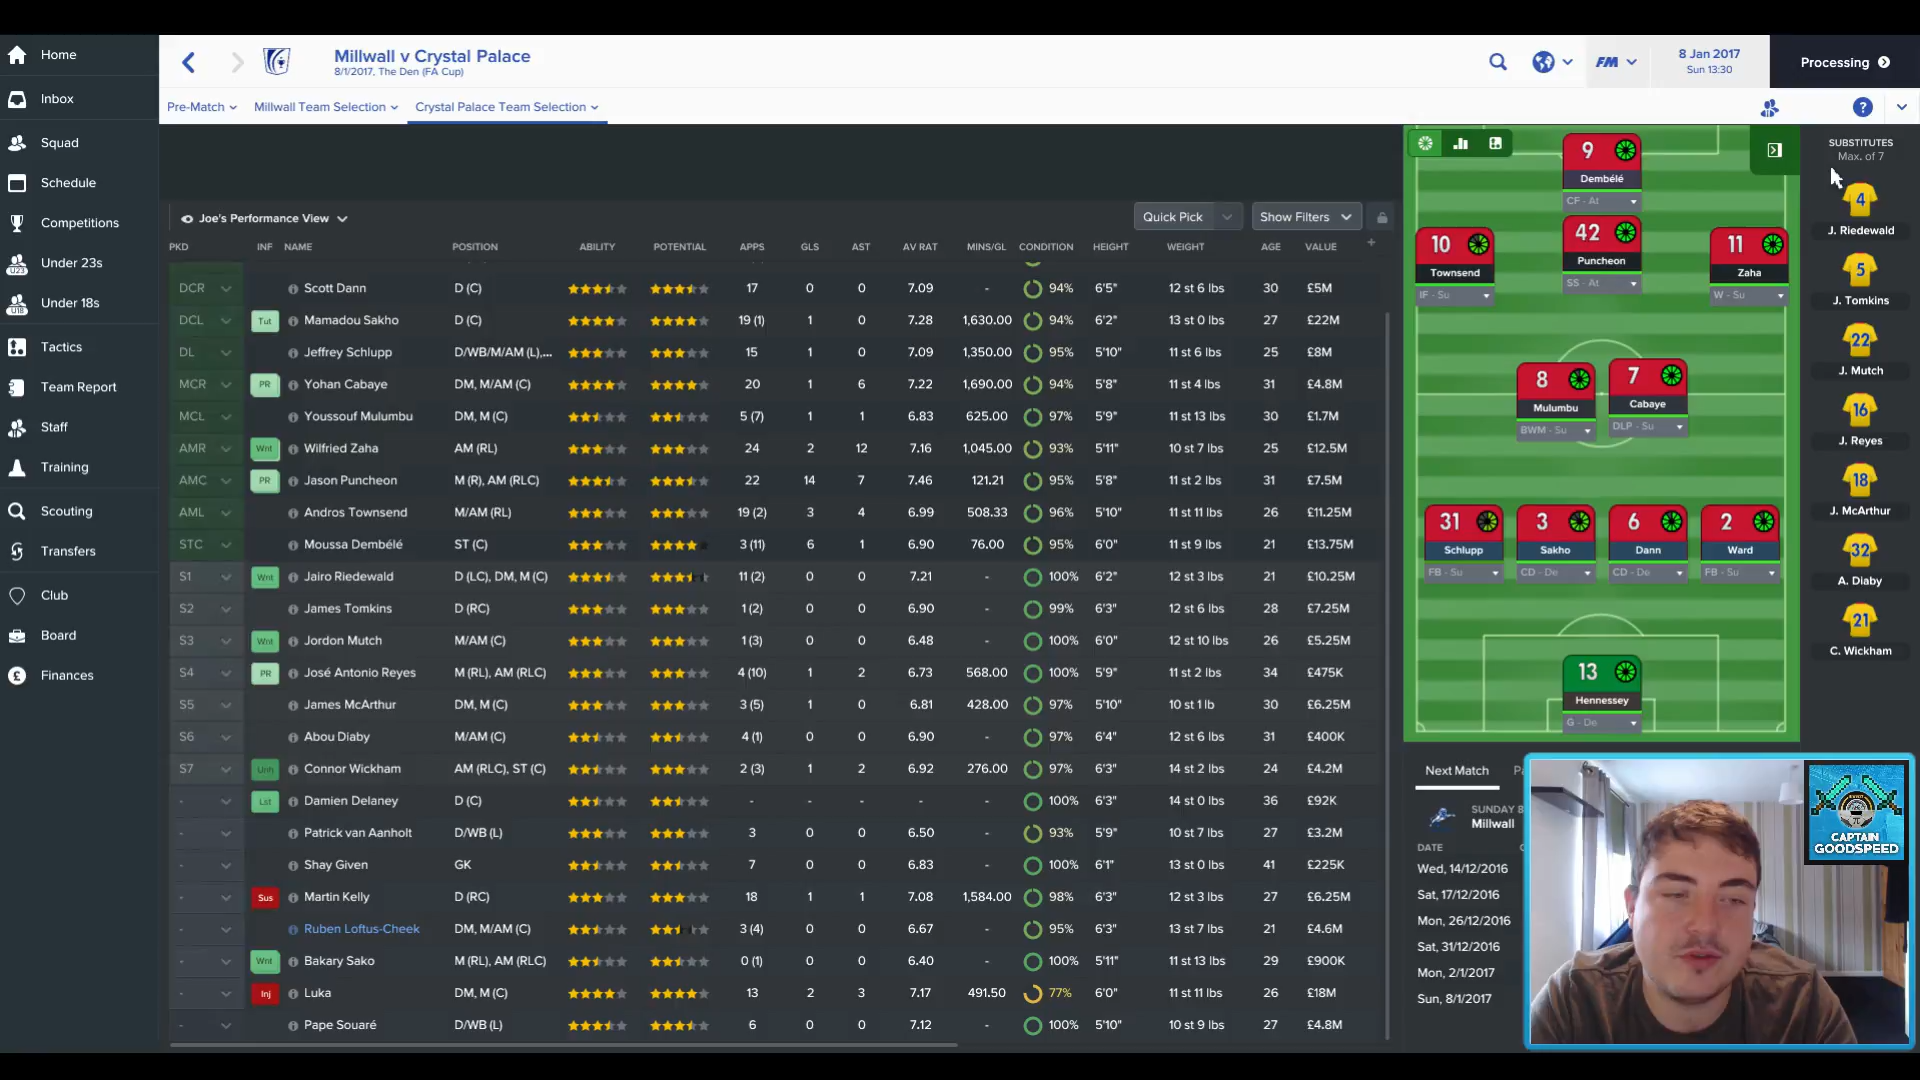 Home
Inbox
Squad
Schedule
Competitions
U23 Under 23s
U18 Under 18s
Tactics
Team Report
Staff
Training
Scouting
Transfers
Club
Board
Finances
Millwall v Crystal Palace
8/1/2017, The Den (FA Cup)
FM
8 Jan 2017
Sun 13:30
Processing
Pre-Match Millwall Team Selection Crystal Palace Team Selection
?
Joe's Performance View
Quick Pick Show Filters
PKD INF NAME POSITION ABILITY POTENTIAL APPS GLS AST AV RAT MINS/GL CONDITION HEIGHT WEIGHT AGE VALUE +
DCR Scott Dann D (C) 17 0 0 7.09 - 94% 6'5" 12 st 6 lbs 30 £5M
DCL Tut Mamadou Sakho D (C) 19 (1) 1 0 7.28 1,630.00 94% 6'2" 13 st 0 lbs 27 £22M
DL Jeffrey Schlupp D/WB/M/AM (L),... 15 1 0 7.09 1,350.00 95% 5'10" 11 st 6 lbs 25 £8M
MCR PR Yohan Cabaye DM, M/AM (C) 20 1 6 7.22 1,690.00 94% 5'8" 11 st 4 lbs 31 £4.8M
MCL Youssouf Mulumbu DM, M (C) 5 (7) 1 1 6.83 625.00 97% 5'9" 11 st 13 lbs 30 £1.7M
AMR Wnt Wilfried Zaha AM (RL) 24 2 12 7.16 1,045.00 93% 5'11" 10 st 7 lbs 25 £12.5M
AMC PR Jason Puncheon M (R), AM (RLC) 22 14 7 7.46 121.21 95% 5'8" 11 st 2 lbs 31 £7.5M
AML Andros Townsend M/AM (RL) 19 (2) 3 4 6.99 508.33 96% 5'10" 11 st 11 lbs 26 £11.25M
STC Moussa Dembélé ST (C) 3 (11) 6 1 6.90 76.00 95% 6'0" 11 st 9 lbs 21 £13.75M
S1 Wnt Jairo Riedewald D (LC), DM, M (C) 11 (2) 0 0 7.21 - 100% 6'2" 12 st 3 lbs 21 £10.25M
S2 James Tomkins D (RC) 1 (2) 0 0 6.90 - 99% 6'3" 12 st 6 lbs 28 £7.25M
S3 Wnt Jordon Mutch M/AM (C) 1 (3) 0 0 6.48 - 100% 6'0" 12 st 10 lbs 26 £5.25M
S4 PR José Antonio Reyes M (RL), AM (RLC) 4 (10) 1 2 6.73 568.00 100% 5'9" 11 st 2 lbs 34 £475K
S5 James McArthur DM, M (C) 3 (5) 1 0 6.81 428.00 97% 5'10" 10 st 1 lb 30 £6.25M
S6 Abou Diaby M/AM (C) 4 (1) 0 0 6.90 - 97% 6'4" 12 st 6 lbs 31 £400K
S7 Unh Connor Wickham AM (RLC), ST (C) 2 (3) 1 2 6.92 276.00 97% 6'3" 14 st 2 lbs 24 £4.2M
- Lst Damien Delaney D (C) - - - - - 100% 6'3" 14 st 0 lbs 36 £92K
- Patrick van Aanholt D/WB (L) 3 0 0 6.50 - 93% 5'9" 10 st 7 lbs 27 £3.2M
- Shay Given GK 7 0 0 6.83 - 100% 6'1" 13 st 0 lbs 41 £225K
- Sus Martin Kelly D (RC) 18 1 1 7.08 1,584.00 98% 6'3" 12 st 3 lbs 27 £6.25M
- Ruben Loftus-Cheek DM, M/AM (C) 3 (4) 0 0 6.67 - 95% 6'3" 13 st 7 lbs 21 £4.6M
- Wnt Bakary Sako M (RL), AM (RLC) 0 (1) 0 0 6.40 - 100% 5'11" 11 st 13 lbs 29 £900K
- Inj Luka DM, M (C) 13 2 3 7.17 491.50 77% 6'0" 11 st 11 lbs 26 £18M
- Pape Souaré D/WB (L) 6 0 0 7.12 - 100% 5'10" 10 st 9 lbs 27 £4.8M
9
Dembélé
CF - At
10 42 11
Townsend Puncheon Zaha
IF - Su SS - At W - Su
8 7
Mulumbu Cabaye
BWM - Su DLP - Su
31 3 6 2
Schlupp Sakho Dann Ward
FB - Su CD - De CD - De FB - Su
13
Hennessey
G - De
SUBSTITUTES
Max. of 7
4
J. Riedewald
5
J. Tomkins
22
J. Mutch
16
J. Reyes
18
J. McArthur
32
A. Diaby
21
C. Wickham
Next Match
SUNDAY 8
Millwall
DATE
Wed, 14/12/2016
Sat, 17/12/2016
Mon, 26/12/2016
Sat, 31/12/2016
Mon, 2/1/2017
Sun, 8/1/2017
CAPTAIN
GOODSPEED